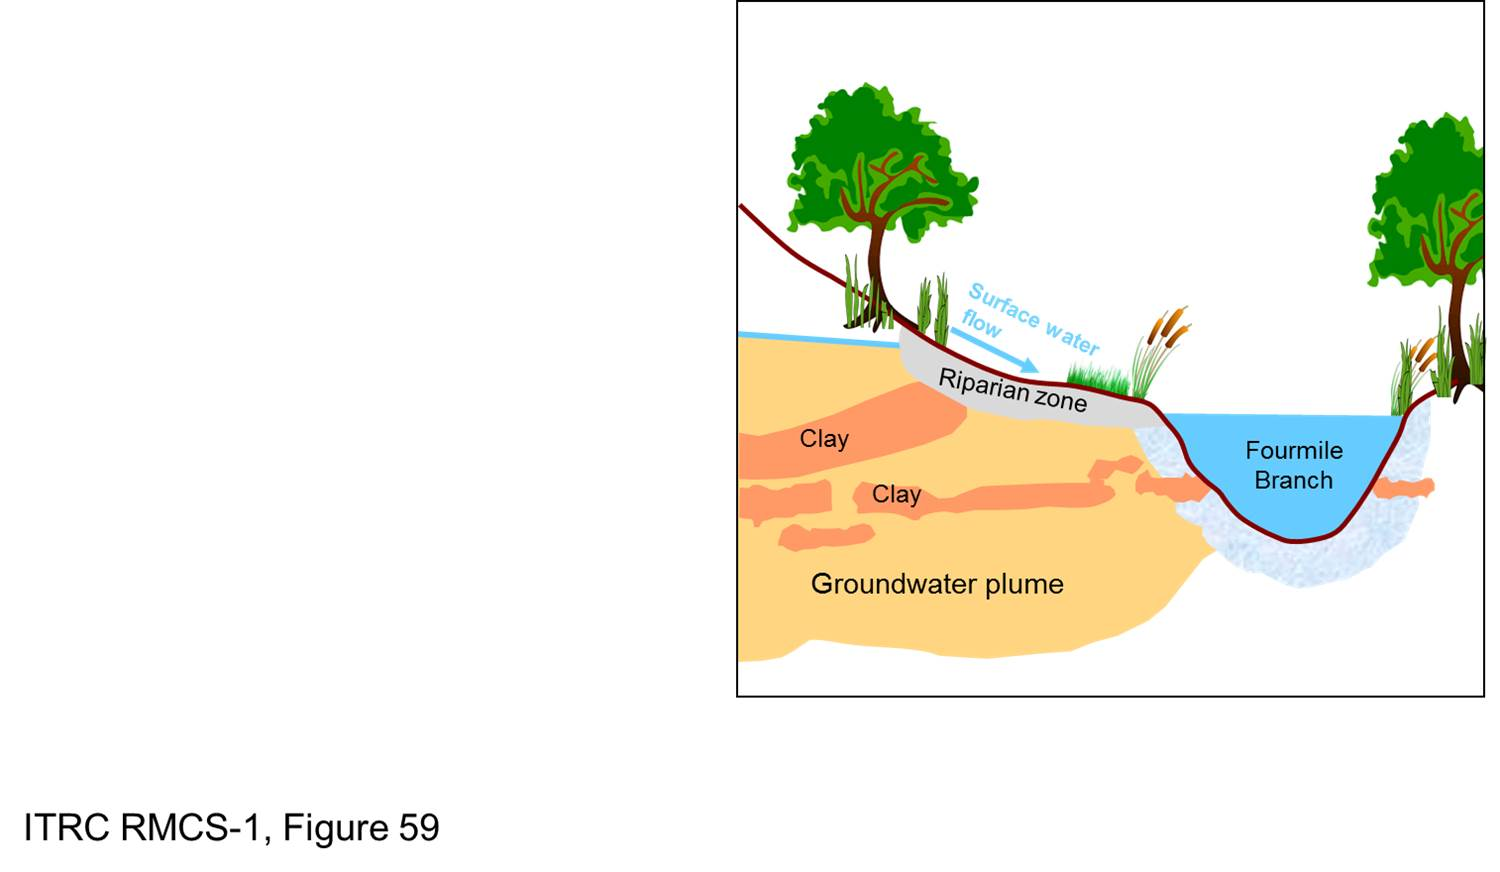 Surface water
flow
Riparian zone
Clay
Clay
Fourmile
Branch
Groundwater plume
ITRC RMCS-1, Figure 59